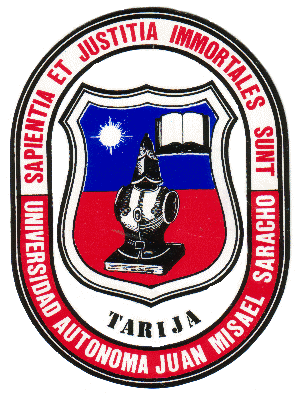 SAPIENTIA ET JUSTITIA IMMORTALES SUNT
TARIJA
UNIVERSIDAD AUTONOMA JUAN MISAEL SARACHO